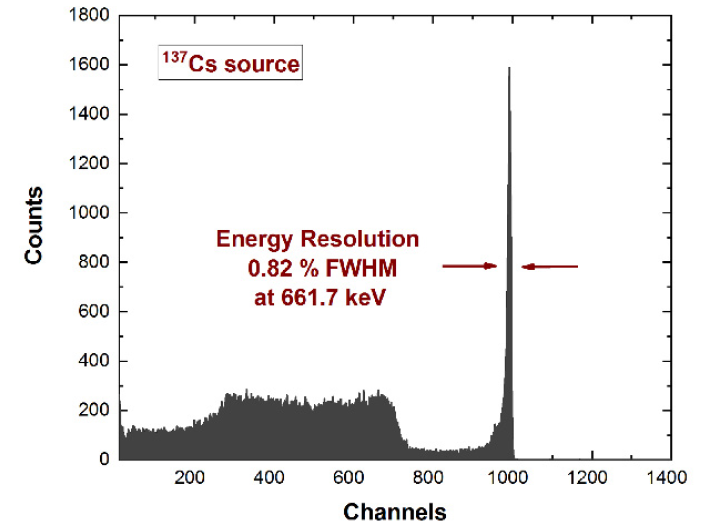 1800
1600
1400
1200
1000
800
600
400
200
0
Counts
¹³⁷Cs source
Energy Resolution
0.82 % FWHM
at 661.7 keV
200 400 600 800 1000 1200 1400
Channels